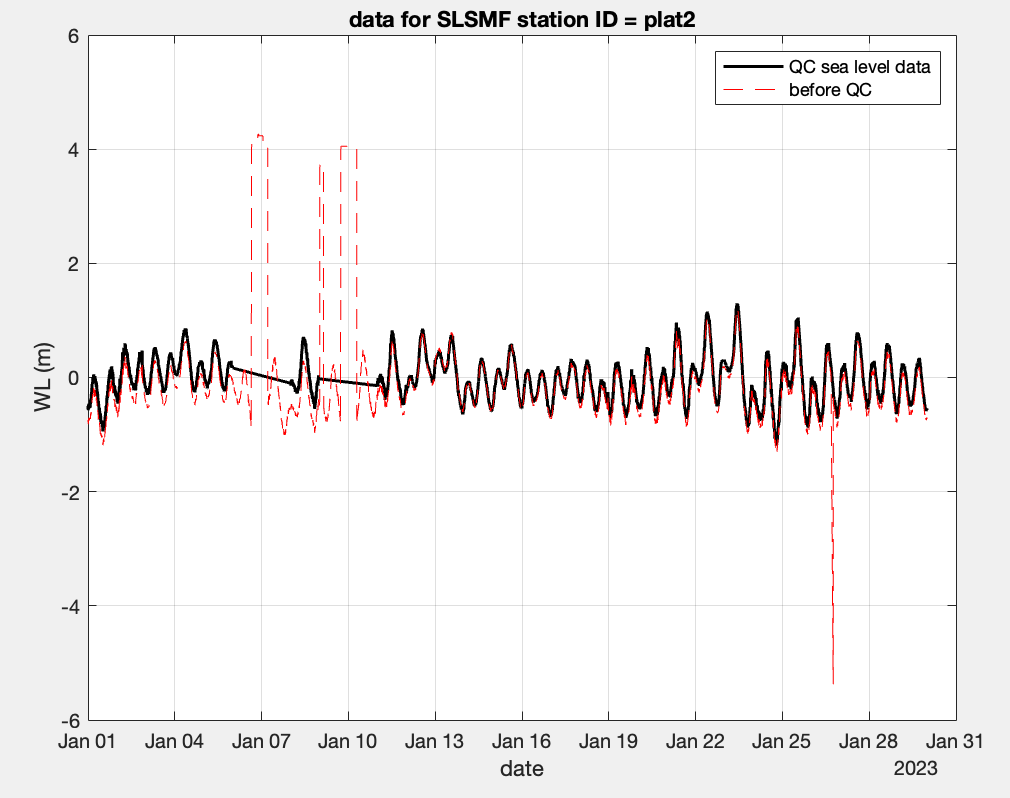 data for SLSMF station ID = plat2
QC sea level data
before QC
WL (m)
6
4
2
0
-2
-4
-6
Jan 01 Jan 04 Jan 07 Jan 10 Jan 13 Jan 16 Jan 19 Jan 22 Jan 25 Jan 28 Jan 31
date
2023